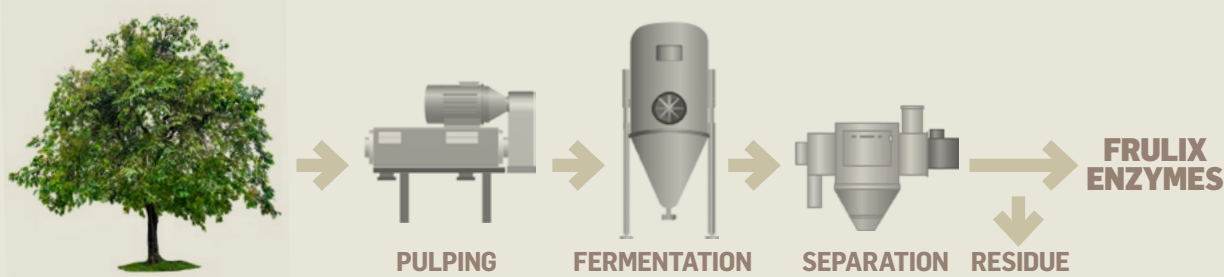 FRULIX
ENZYMES
PULPING
FERMENTATION
SEPARATION
RESIDUE